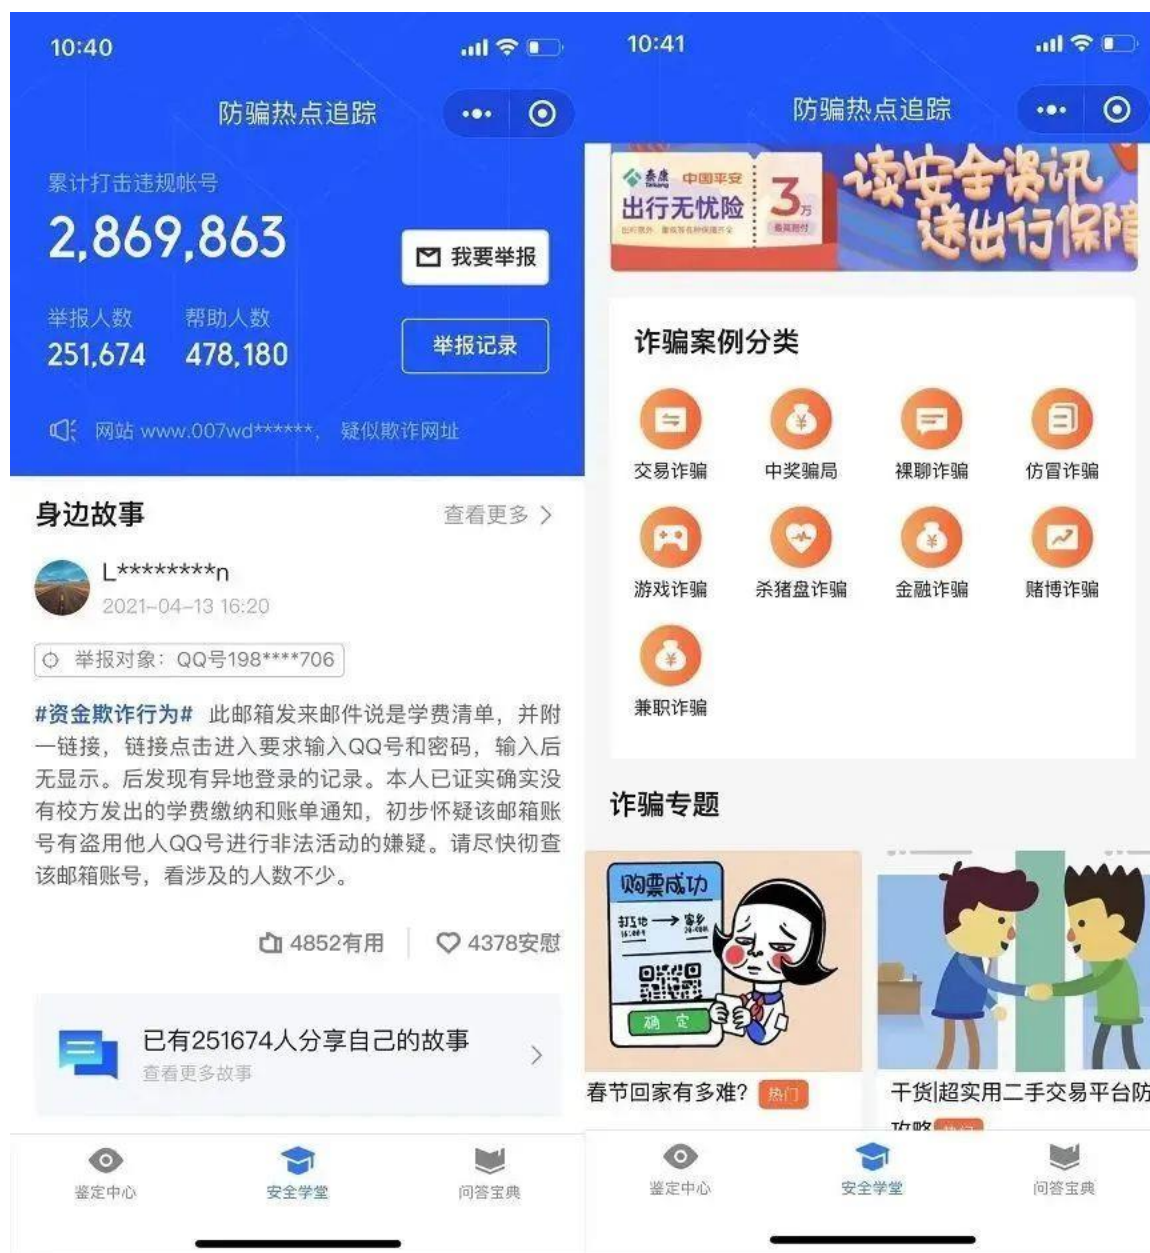 10:40
防骗热点追踪
累计打击违规帐号
2,869,863
我要举报
举报人数
帮助人数
251,674
478,180
举报记录
网站 www.007wd******， 疑似欺诈网址
身边故事
查看更多
L********n
2021-04-13 16:20
举报对象：QQ号198****706
#资金欺诈行为# 此邮箱发来邮件说是学费清单，并附
一链接，链接点击进入要求输入QQ号和密码，输入后
无显示。后发现有异地登录的记录。本人已证实确实没
有校方发出的学费缴纳和账单通知，初步怀疑该邮箱账
号有盗用他人QQ号进行非法活动的嫌疑。请尽快彻查
该邮箱账号，看涉及的人数不少。
4852有用
4378安慰
已有251674人分享自己的故事
查看更多故事
鉴定中心
安全学堂
问答宝典
10:41
防骗热点追踪
泰康
Taikang
中国平安
出行无忧险
3万
最高赔付
读安全资讯
送出行保障
诈骗案例分类
交易诈骗
中奖骗局
裸聊诈骗
仿冒诈骗
游戏诈骗
杀猪盘诈骗
金融诈骗
赌博诈骗
兼职诈骗
诈骗专题
购票成功
打工地
家乡
确定
春节回家有多难？
热门
干货|超实用二手交易平台防
攻略
热门
鉴定中心
安全学堂
问答宝典